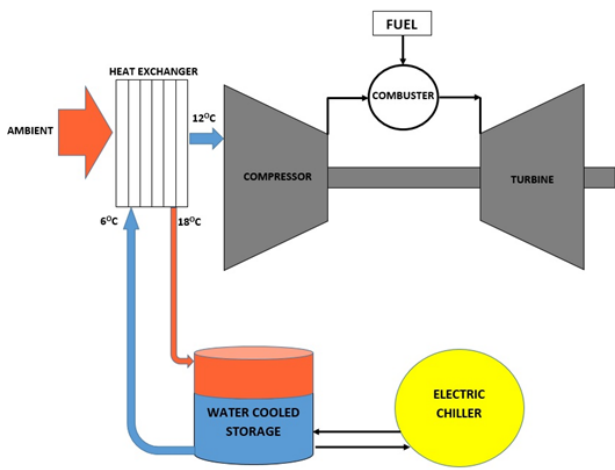 FUEL
HEAT EXCHANGER
COMBUSTER
12°C
AMBIENT
COMPRESSOR
TURBINE
6°C
18°C
WATER COOLED
STORAGE
ELECTRIC
CHILLER